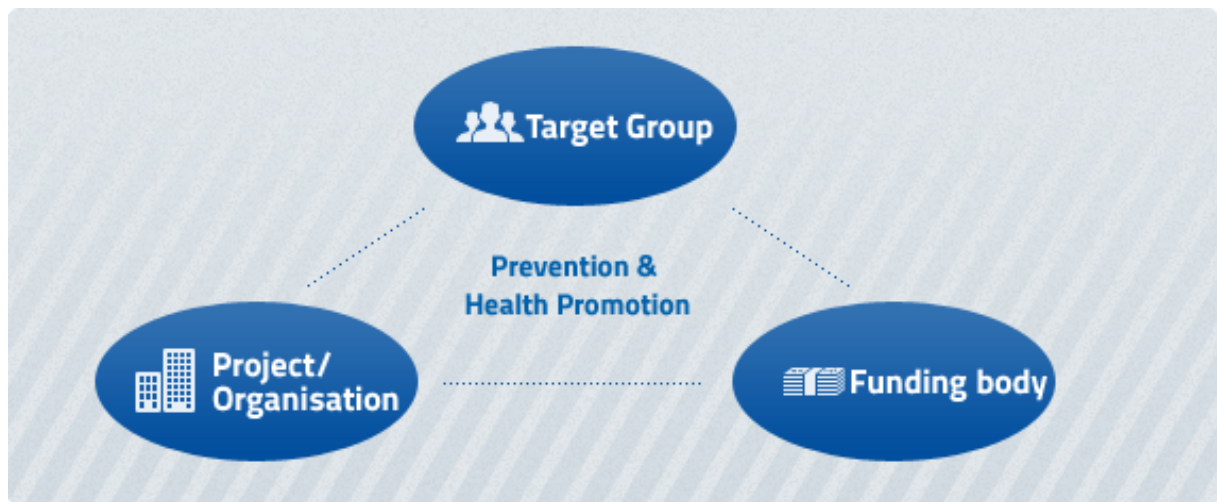 Target Group
Prevention &
Health Promotion
Project/
Organisation
Funding body